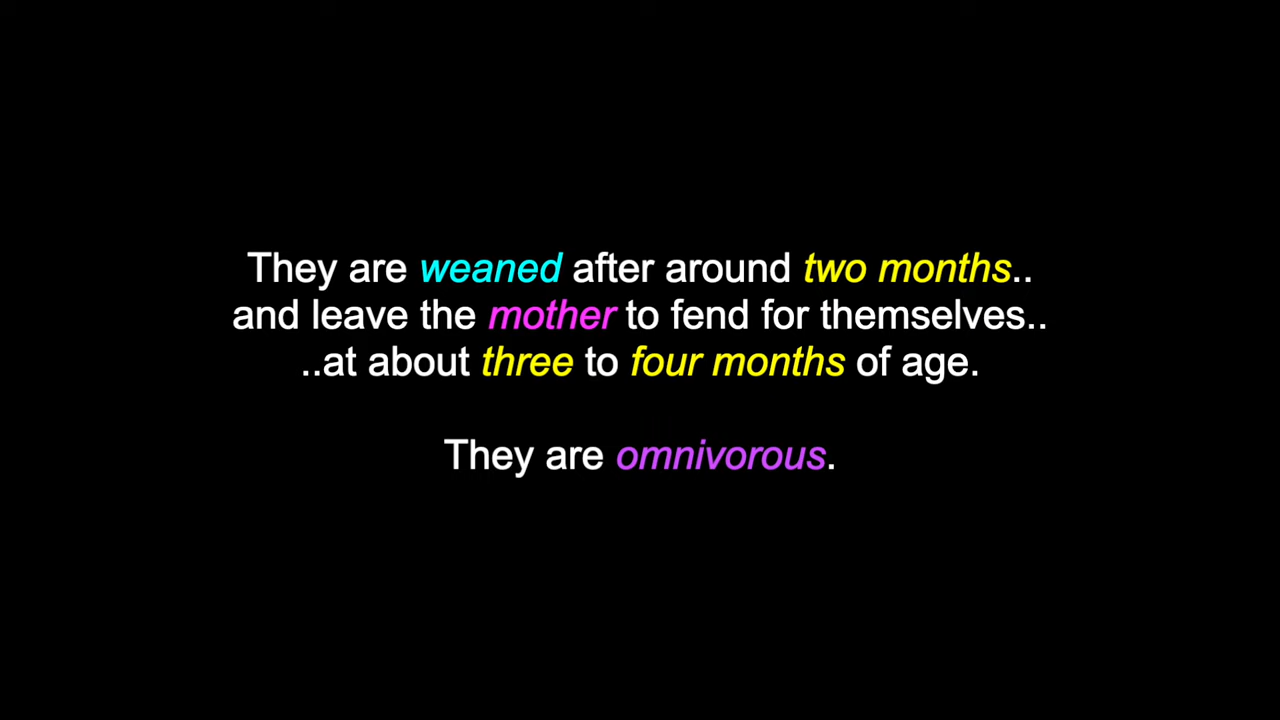 They are weaned after around two months..
and leave the mother to fend for themselves..
..at about three to four months of age.
They are omnivorous.